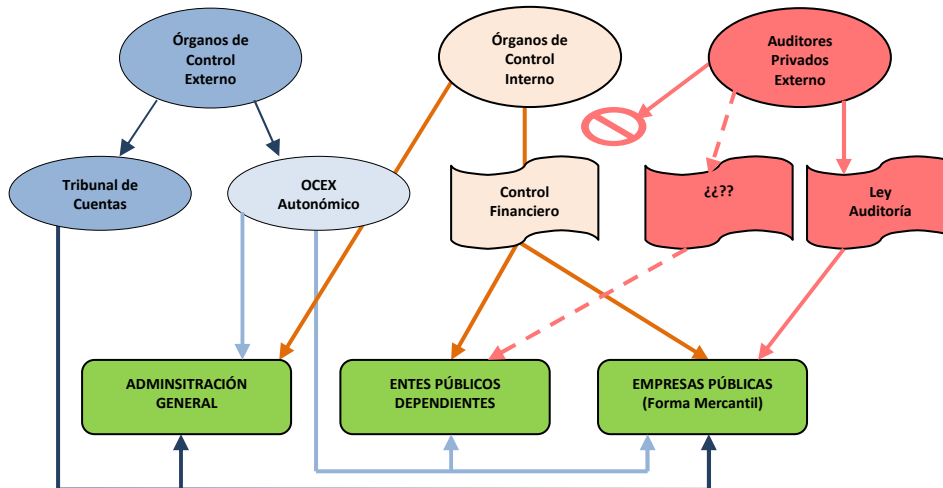 Órganos de
Control
Externo
Órganos de
Control
Interno
Auditores
Privados
Externo
Tribunal de
Cuentas
OCEX
Autonómico
Control
Financiero
¿¿??
Ley
Auditoría
ADMINSITRACIÓN
GENERAL
ENTES PÚBLICOS
DEPENDIENTES
EMPRESAS PÚBLICAS
(Forma Mercantil)